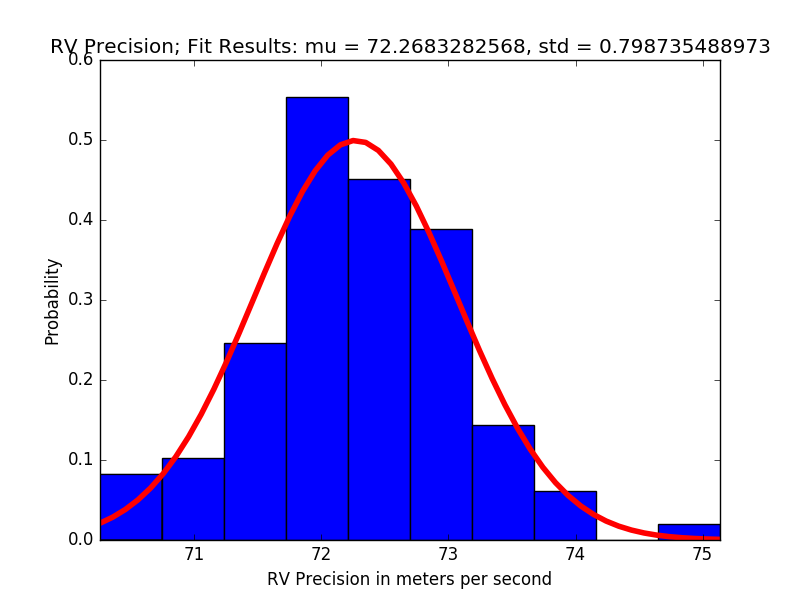 RV Precision; Fit Results: mu = 72.2683282568, std = 0.798735488973
0.6
0.5
0.4
0.3
0.2
0.1
0.0
Probability
71 72 73 74 75
RV Precision in meters per second